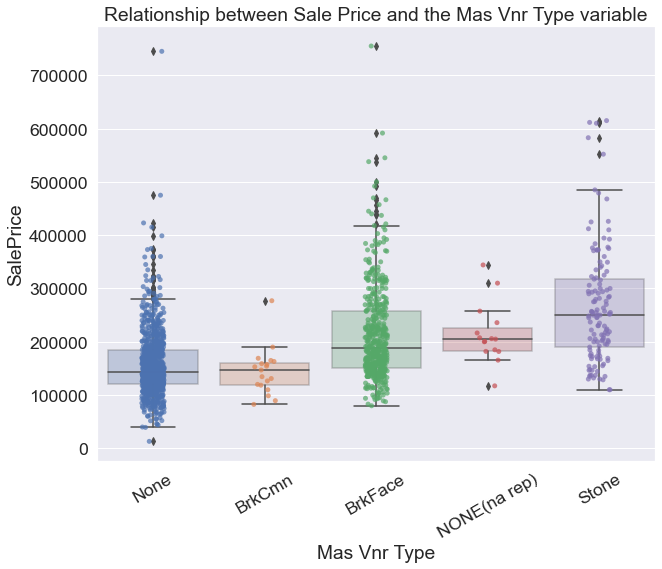 Relationship between Sale Price and the Mas Vnr Type variable
700000
600000
500000
400000
300000
200000
100000
0
SalePrice
None
BrkCmn
BrkFace
NONE(na rep)
Stone
Mas Vnr Type